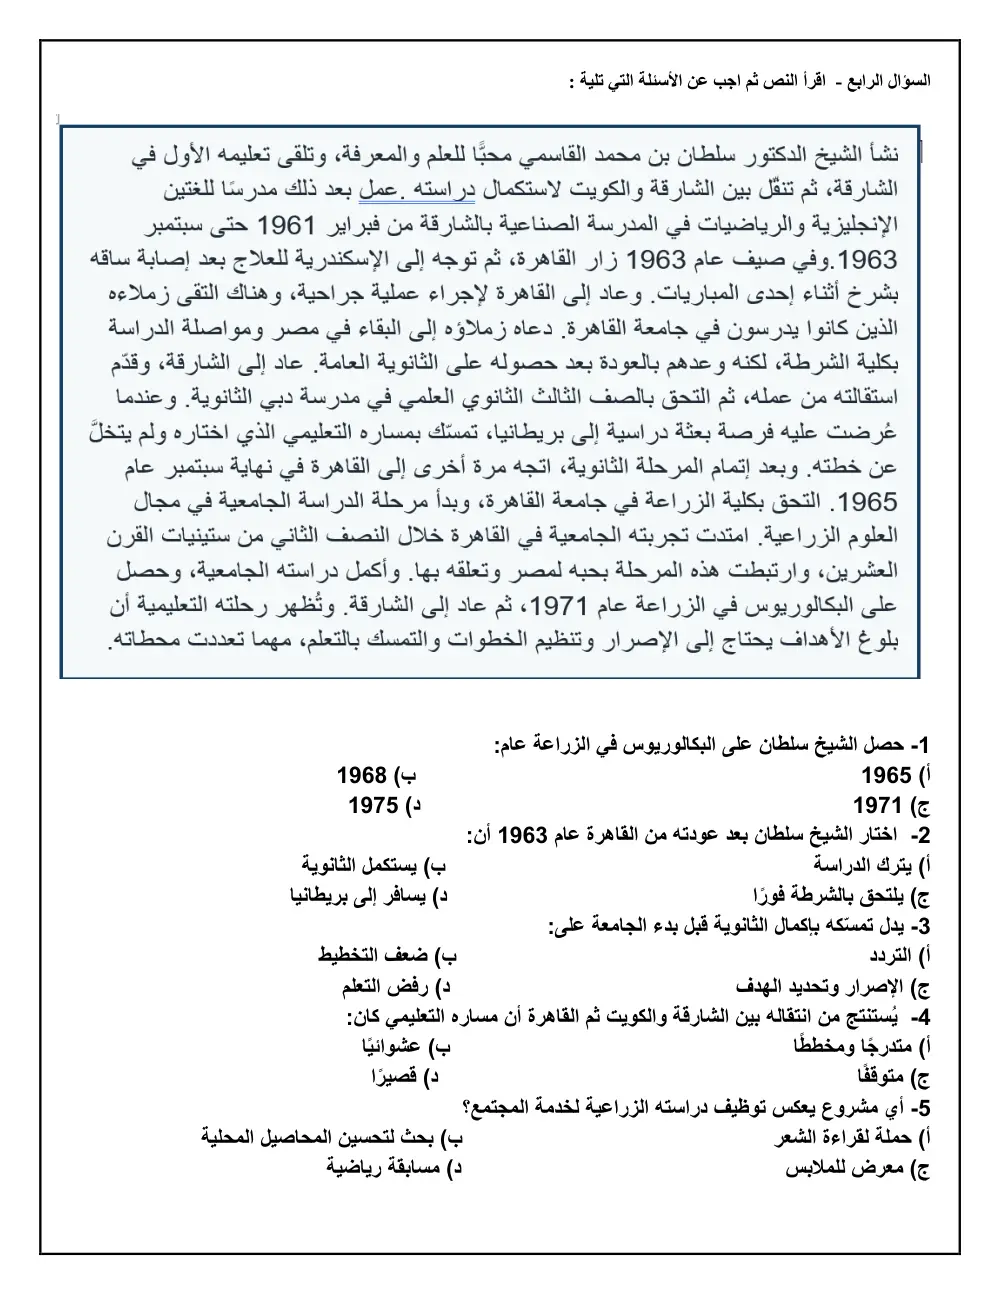 السؤال الرابع - اقرأ النص ثم اجب عن الأسئلة التي تلية :
نشأ الشيخ الدكتور سلطان بن محمد القاسمي محبًّا للعلم والمعرفة، وتلقى تعليمه الأول في
الشارقة، ثم تنقّل بين الشارقة والكويت لاستكمال دراسته .عمل بعد ذلك مدرسًا للغتين
الإنجليزية والرياضيات في المدرسة الصناعية بالشارقة من فبراير 1961 حتى سبتمبر
1963.وفي صيف عام 1963 زار القاهرة، ثم توجه إلى الإسكندرية للعلاج بعد إصابة ساقه
بشرخ أثناء إحدى المباريات. وعاد إلى القاهرة لإجراء عملية جراحية، وهناك التقى زملاءه
الذين كانوا يدرسون في جامعة القاهرة. دعاه زملاؤه إلى البقاء في مصر ومواصلة الدراسة
بكلية الشرطة، لكنه وعدهم بالعودة بعد حصوله على الثانوية العامة. عاد إلى الشارقة، وقدّم
استقالته من عمله، ثم التحق بالصف الثالث الثانوي العلمي في مدرسة دبي الثانوية. وعندما
عُرضت عليه فرصة بعثة دراسية إلى بريطانيا، تمسّك بمساره التعليمي الذي اختاره ولم يتخلَّ
عن خطته. وبعد إتمام المرحلة الثانوية، اتجه مرة أخرى إلى القاهرة في نهاية سبتمبر عام
1965. التحق بكلية الزراعة في جامعة القاهرة، وبدأ مرحلة الدراسة الجامعية في مجال
العلوم الزراعية. امتدت تجربته الجامعية في القاهرة خلال النصف الثاني من ستينيات القرن
العشرين، وارتبطت هذه المرحلة بحبه لمصر وتعلقه بها. وأكمل دراسته الجامعية، وحصل
على البكالوريوس في الزراعة عام 1971، ثم عاد إلى الشارقة. وتُظهر رحلته التعليمية أن
بلوغ الأهداف يحتاج إلى الإصرار وتنظيم الخطوات والتمسك بالتعلم، مهما تعددت محطاته.
1- حصل الشيخ سلطان على البكالوريوس في الزراعة عام:
أ) 1965 ب) 1968
ج) 1971 د) 1975
2- اختار الشيخ سلطان بعد عودته من القاهرة عام 1963 أن:
أ) يترك الدراسة ب) يستكمل الثانوية
ج) يلتحق بالشرطة فورًا د) يسافر إلى بريطانيا
3- يدل تمسّكه بإكمال الثانوية قبل بدء الجامعة على:
أ) التردد ب) ضعف التخطيط
ج) الإصرار وتحديد الهدف د) رفض التعلم
4- يُستنتج من انتقاله بين الشارقة والكويت ثم القاهرة أن مساره التعليمي كان:
أ) متدرجًا ومخططًا ب) عشوائيًا
ج) متوقفًا د) قصيرًا
5- أي مشروع يعكس توظيف دراسته الزراعية لخدمة المجتمع؟
أ) حملة لقراءة الشعر ب) بحث لتحسين المحاصيل المحلية
ج) معرض للملابس د) مسابقة رياضية